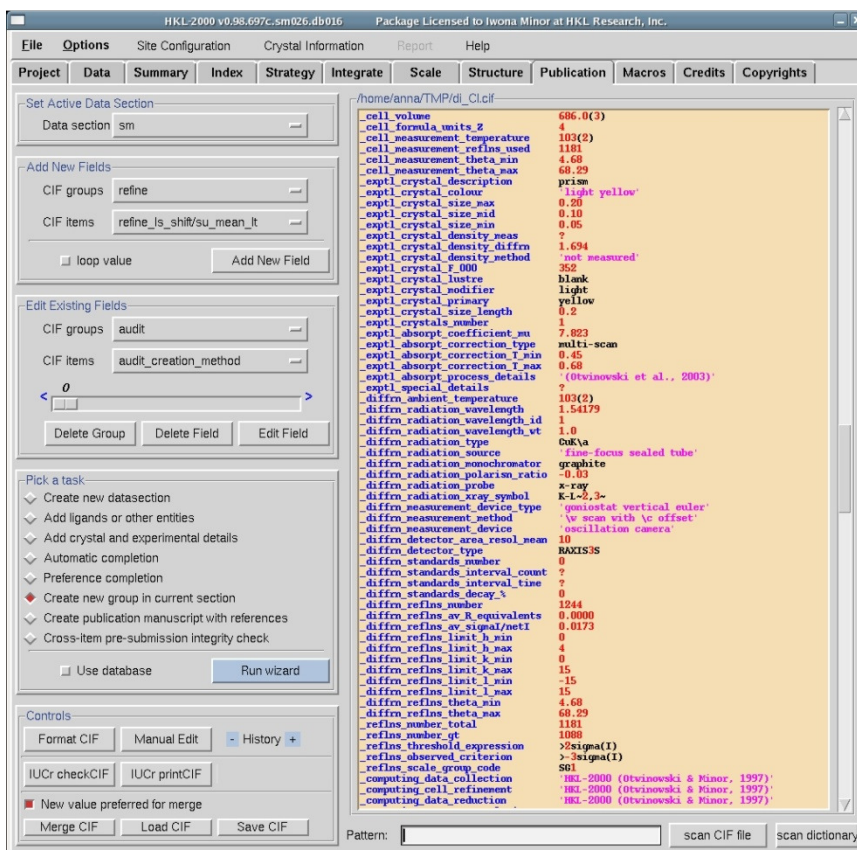 HKL-2000 v0.98.697c.sm026.db016 Package Licensed to Iwona Minor at HKL Research, Inc.
File Options Site Configuration Crystal Information Report Help
Project Data Summary Index Strategy Integrate Scale Structure Publication Macros Credits Copyrights
Set Active Data Section
Data section sm
Add New Fields
CIF groups refine
CIF items refine_ls_shift/su_mean_lt
loop value Add New Field
Edit Existing Fields
CIF groups audit
CIF items audit_creation_method
0
< >
Delete Group Delete Field Edit Field
Pick a task
Create new datasection
Add ligands or other entities
Add crystal and experimental details
Automatic completion
Preference completion
Create new group in current section
Create publication manuscript with references
Cross-item pre-submission integrity check
Use database Run wizard
Controls
Format CIF Manual Edit - History +
IUCr checkCIF IUCr printCIF
New value preferred for merge
Merge CIF Load CIF Save CIF
/home/anna/TMP/di_Cl.cif
_cell_volume 686.0(3)
_cell_formula_units_Z 4
_cell_measurement_temperature 103(2)
_cell_measurement_reflns_used 1181
_cell_measurement_theta_min 4.68
_cell_measurement_theta_max 68.29
_exptl_crystal_description prism
_exptl_crystal_colour 'light yellow'
_exptl_crystal_size_max 0.20
_exptl_crystal_size_mid 0.10
_exptl_crystal_size_min 0.05
_exptl_crystal_density_meas ?
_exptl_crystal_density_diffrn 1.694
_exptl_crystal_density_method 'not measured'
_exptl_crystal_F_000 352
_exptl_crystal_lustre blank
_exptl_crystal_modifier light
_exptl_crystal_primary yellow
_exptl_crystal_size_length 0.2
_exptl_crystals_number 1
_exptl_absorpt_coefficient_mu 7.823
_exptl_absorpt_correction_type multi-scan
_exptl_absorpt_correction_T_min 0.45
_exptl_absorpt_correction_T_max 0.68
_exptl_absorpt_process_details '(Otwinowski et al., 2003)'
_exptl_special_details ?
_diffrn_ambient_temperature 103(2)
_diffrn_radiation_wavelength 1.54179
_diffrn_radiation_wavelength_id 1
_diffrn_radiation_wavelength_wt 1.0
_diffrn_radiation_type CuK\a
_diffrn_radiation_source 'fine-focus sealed tube'
_diffrn_radiation_monochromator graphite
_diffrn_radiation_polarisn_ratio -0.03
_diffrn_radiation_probe x-ray
_diffrn_radiation_xray_symbol K-L~2,3~
_diffrn_measurement_device_type 'goniostat vertical euler'
_diffrn_measurement_method '\w scan with \c offset'
_diffrn_measurement_device 'oscillation camera'
_diffrn_detector_area_resol_mean 10
_diffrn_detector_type RAXIS3S
_diffrn_standards_number 0
_diffrn_standards_interval_count ?
_diffrn_standards_interval_time ?
_diffrn_standards_decay_% 0
_diffrn_reflns_number 1244
_diffrn_reflns_av_R_equivalents 0.0000
_diffrn_reflns_av_sigmaI/netI 0.0173
_diffrn_reflns_limit_h_min 0
_diffrn_reflns_limit_h_max 4
_diffrn_reflns_limit_k_min 0
_diffrn_reflns_limit_k_max 15
_diffrn_reflns_limit_l_min -15
_diffrn_reflns_limit_l_max 15
_diffrn_reflns_theta_min 4.68
_diffrn_reflns_theta_max 68.29
_reflns_number_total 1181
_reflns_number_gt 1088
_reflns_threshold_expression >2sigma(I)
_reflns_observed_criterion >-3sigma(I)
_reflns_scale_group_code SG1
_computing_data_collection 'HKL-2000 (Otwinowski & Minor, 1997)'
_computing_cell_refinement 'HKL-2000 (Otwinowski & Minor, 1997)'
_computing_data_reduction 'HKL-2000 (Otwinowski & Minor, 1997)'
Pattern: scan CIF file scan dictionary